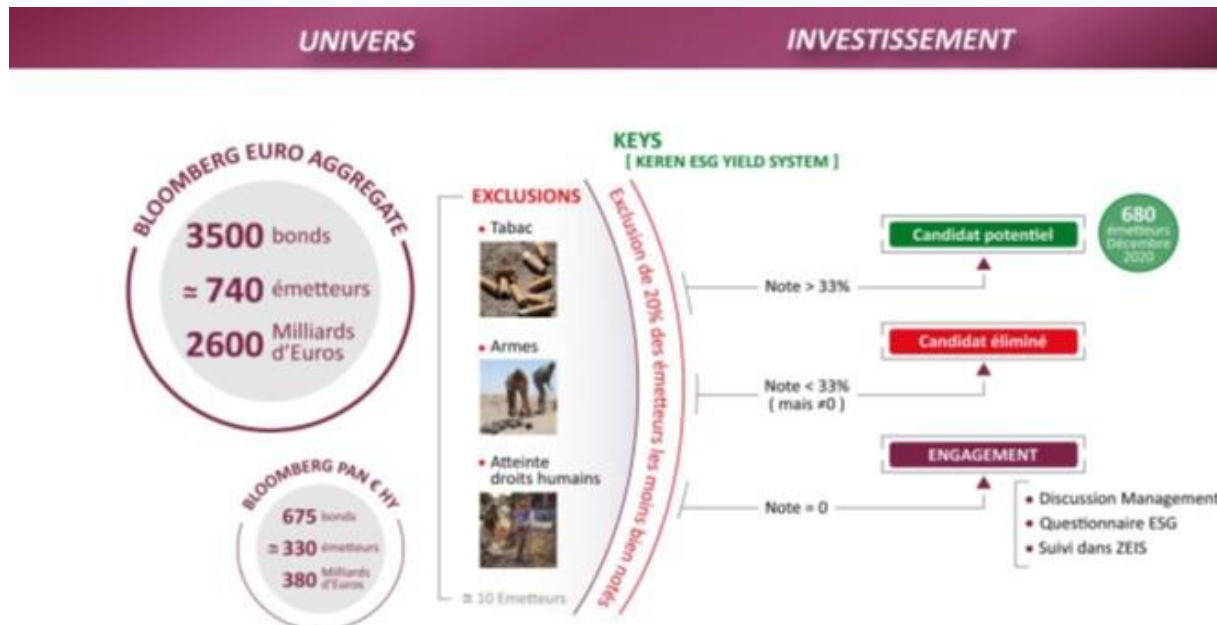 UNIVERS
INVESTISSEMENT
BLOOMBERG EURO AGGREGATE
3500 bonds
≃ 740 émetteurs
2600 Milliards
d'Euros
BLOOMBERG PAN € HY
675 bonds
≃ 330 émetteurs
380 Milliards
d'Euros
EXCLUSIONS
• Tabac
• Armes
• Atteinte
droits humains
≃ 10 Emetteurs
KEYS
[ KEREN ESG YIELD SYSTEM ]
Exclusion de 20% des émetteurs les moins bien notés
Note > 33%
Candidat potentiel
680
émetteurs
Décembre
2020
Note < 33%
( mais ≠0 )
Candidat éliminé
Note = 0
ENGAGEMENT
• Discussion Management
• Questionnaire ESG
• Suivi dans ZEIS